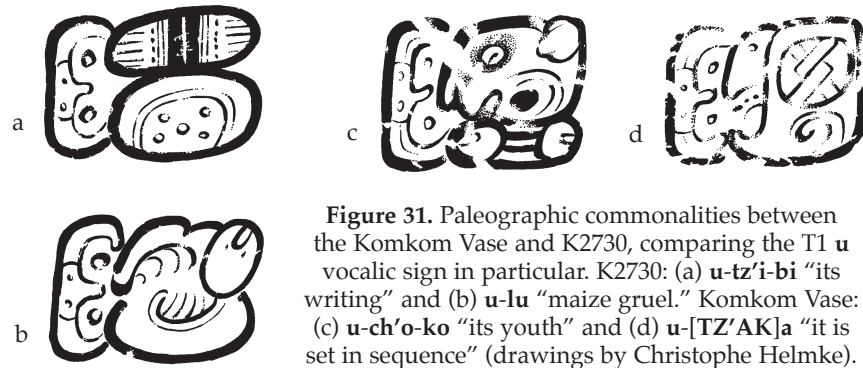 a
b
c
d
Figure 31. Paleographic commonalities between
the Komkom Vase and K2730, comparing the T1 u
vocalic sign in particular. K2730: (a) u-tz'i-bi “its
writing” and (b) u-lu “maize gruel.” Komkom Vase:
(c) u-ch'o-ko “its youth” and (d) u-[TZ'AK]a “it is
set in sequence” (drawings by Christophe Helmke).